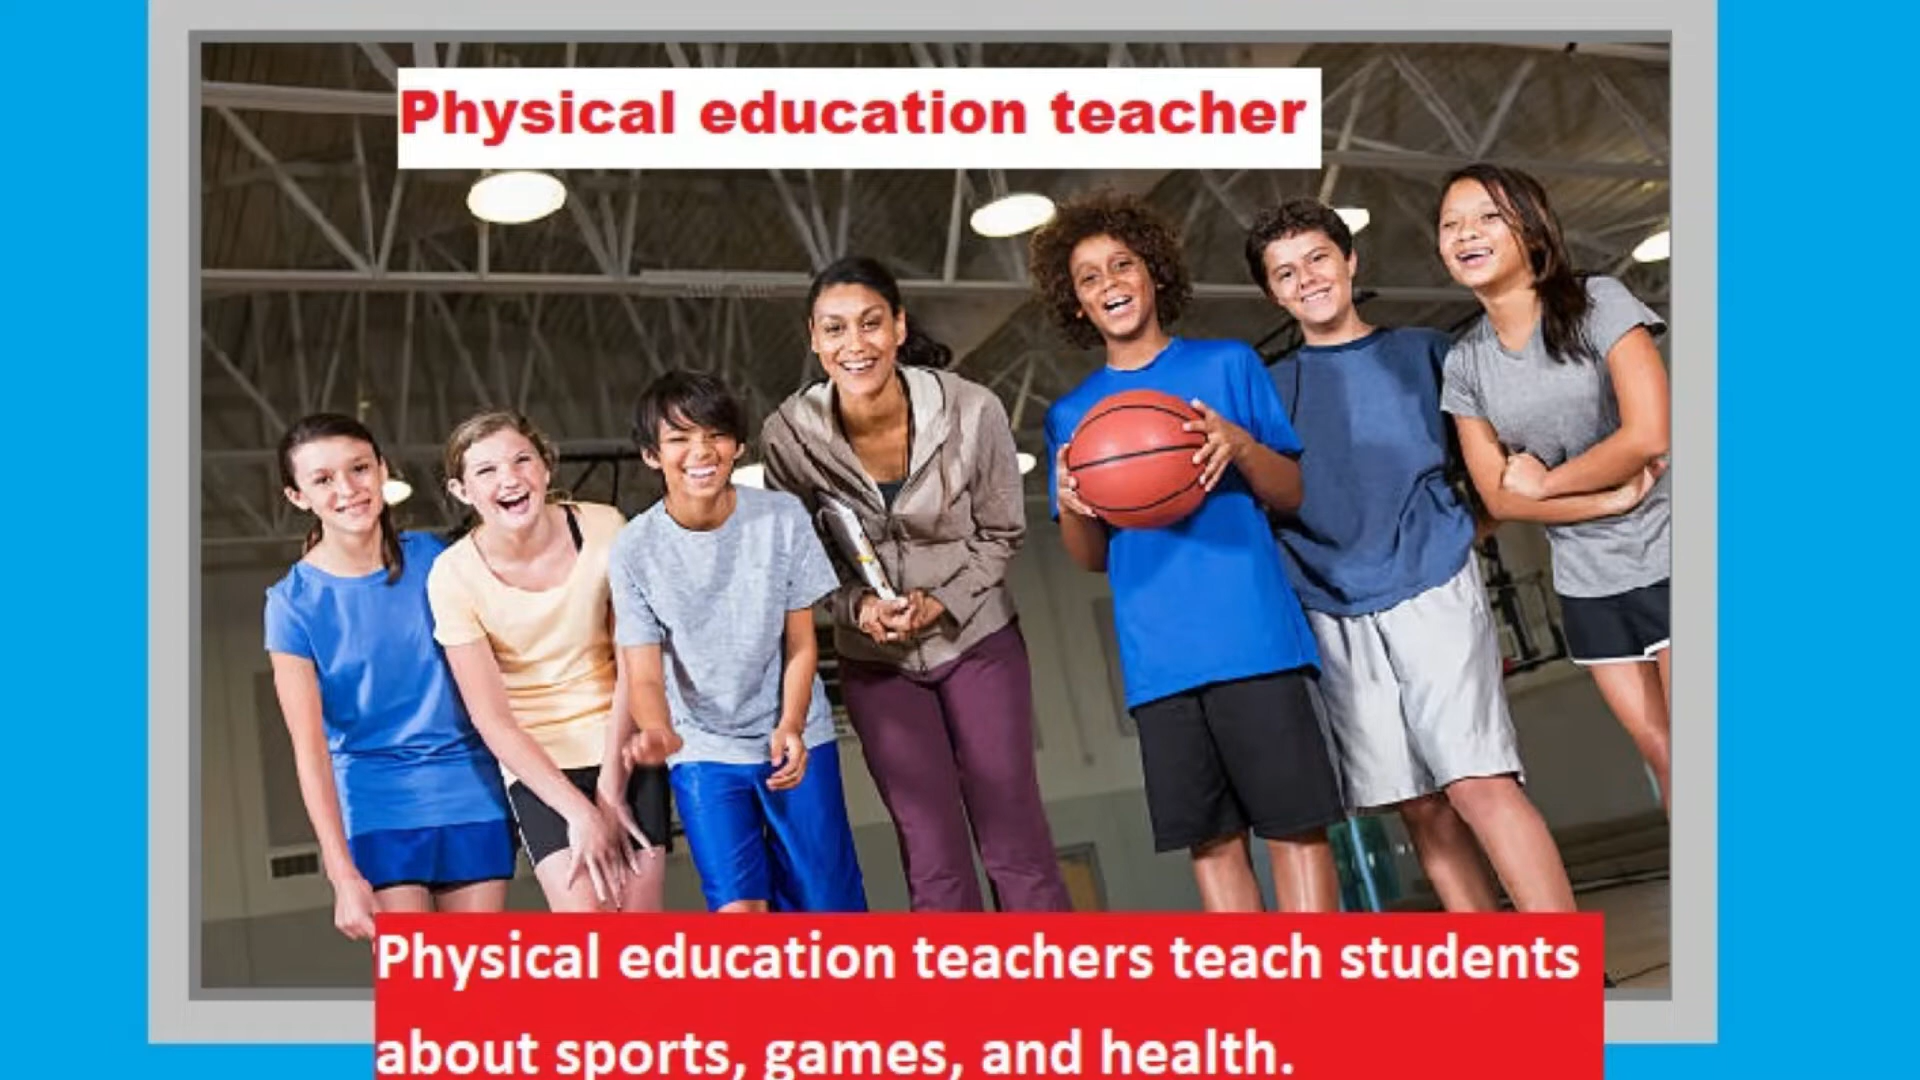 Physical education teacher
Physical education teachers teach students
about sports, games, and health.